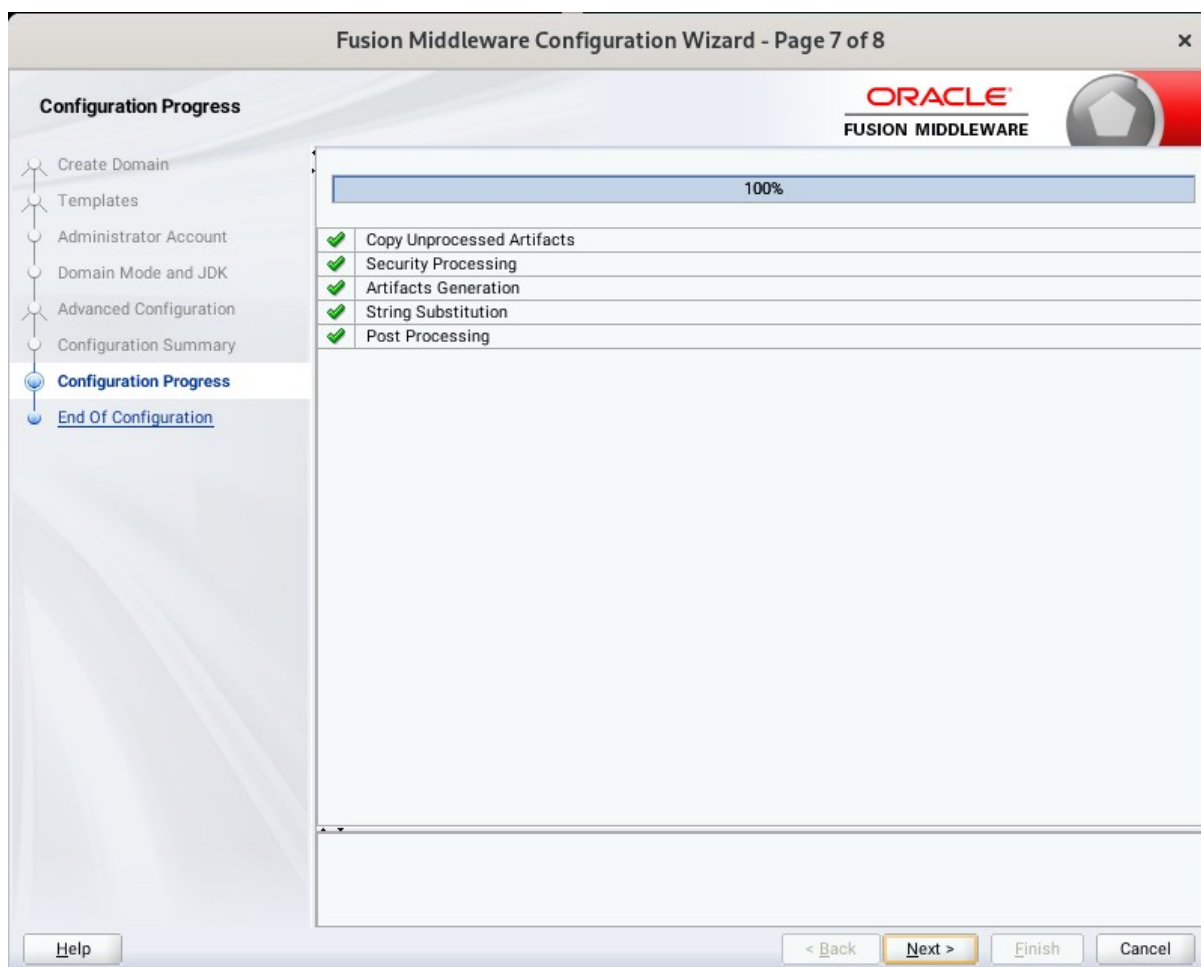 Fusion Middleware Configuration Wizard - Page 7 of 8
×
Configuration Progress
ORACLE
FUSION MIDDLEWARE
Create Domain
Templates
Administrator Account
Domain Mode and JDK
Advanced Configuration
Configuration Summary
Configuration Progress
End Of Configuration
100%
Copy Unprocessed Artifacts
Security Processing
Artifacts Generation
String Substitution
Post Processing
Help
< Back
Next >
Finish
Cancel